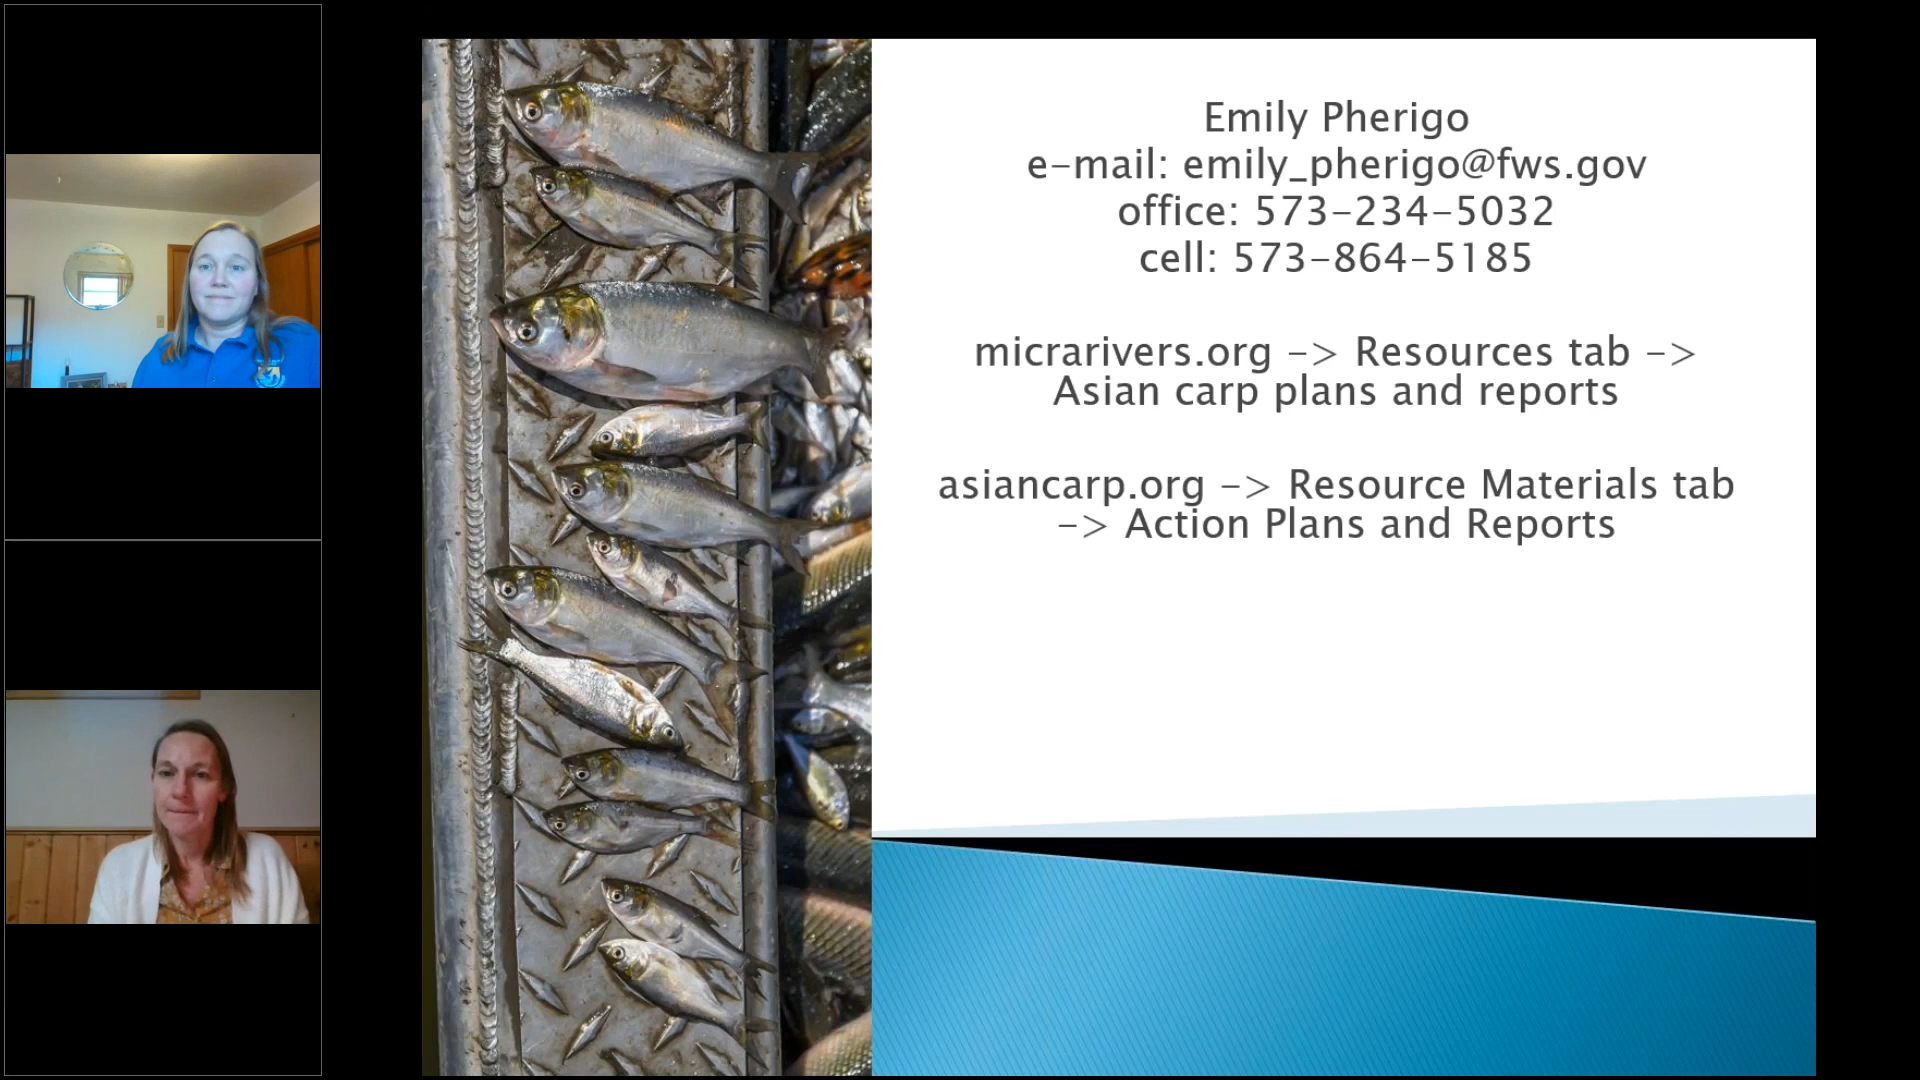 Emily Pherigo
e-mail: emily_pherigo@fws.gov
office: 573-234-5032
cell: 573-864-5185
micrarivers.org -> Resources tab ->
Asian carp plans and reports
asiancarp.org -> Resource Materials tab
-> Action Plans and Reports